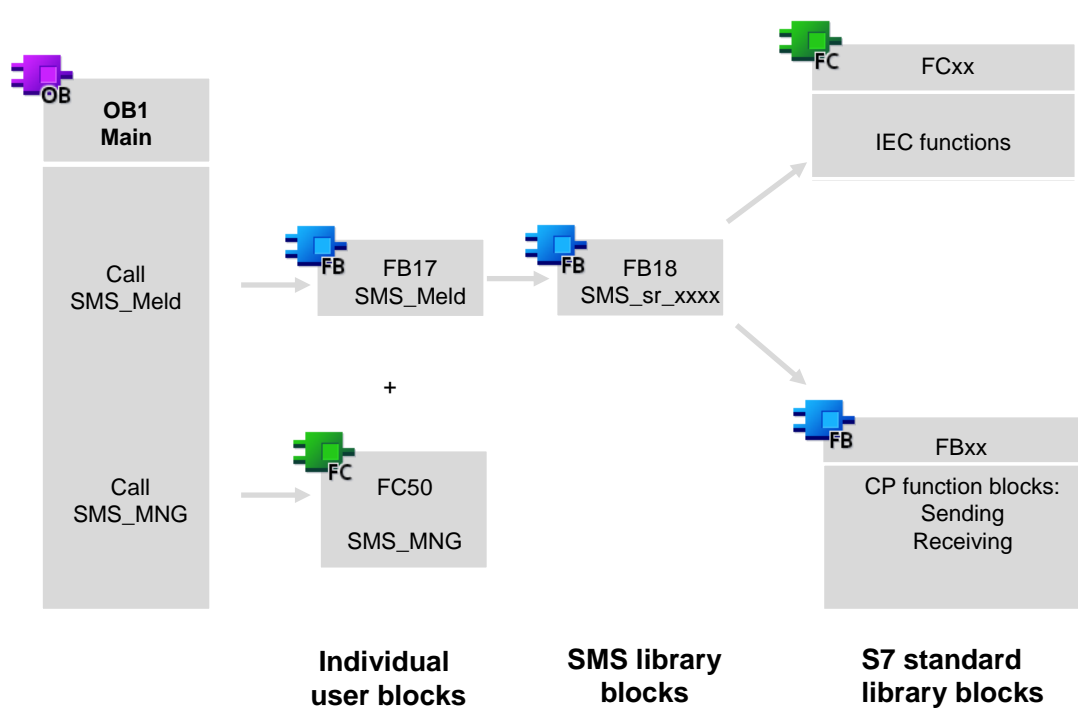 OB
OB1
Main
Call
SMS_Meld
Call
SMS_MNG
FB
FB17
SMS_Meld
+
FC
FC50
SMS_MNG
FB
FB18
SMS_sr_xxxx
FC
FCxx
IEC functions
FB
FBxx
CP function blocks:
Sending
Receiving
Individual
user blocks
SMS library
blocks
S7 standard
library blocks